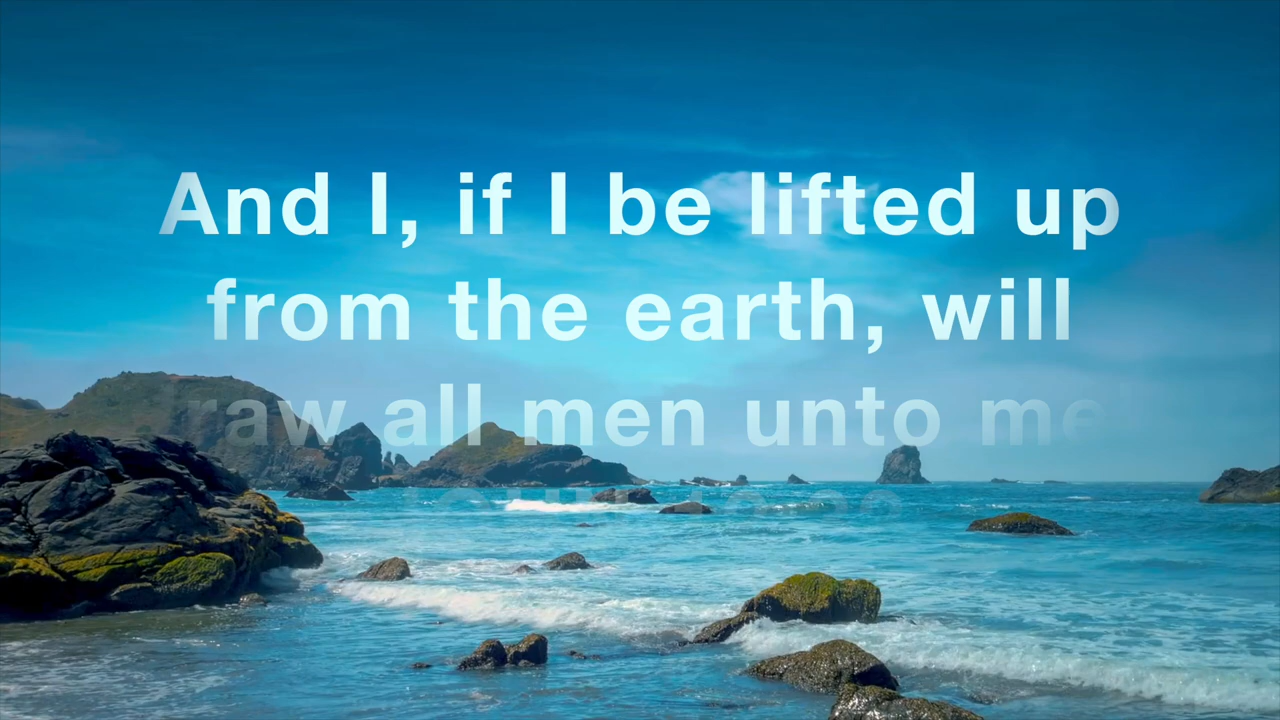 And I, if I be lifted up
from the earth, will
raw all men unto me